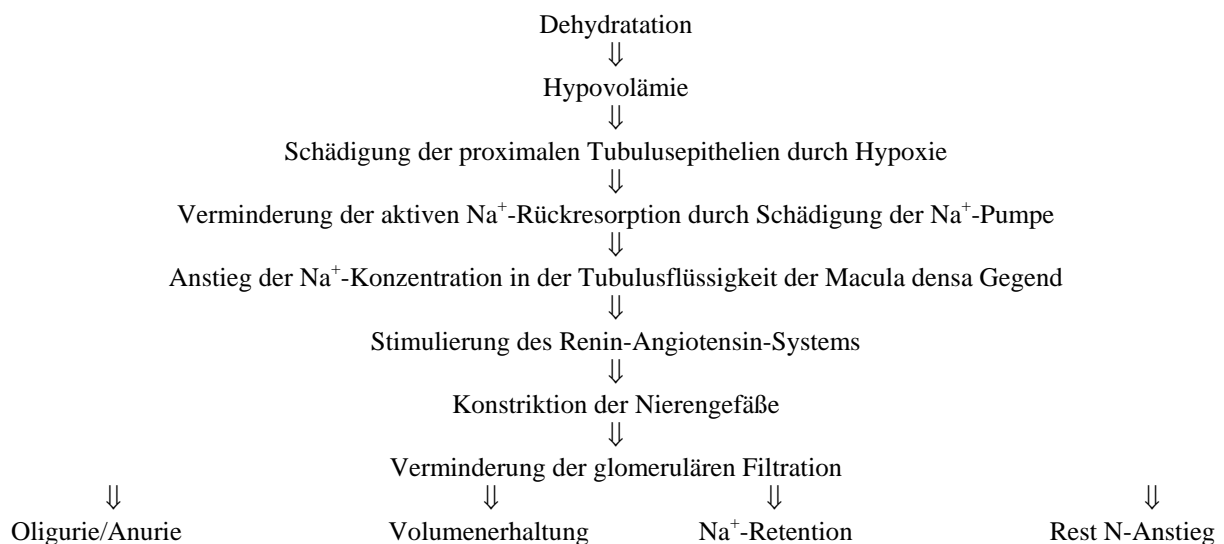 Dehydratation
⇓
Hypovolämie
⇓
Schädigung der proximalen Tubulusepithelien durch Hypoxie
⇓
Verminderung der aktiven Na⁺-Rückresorption durch Schädigung der Na⁺-Pumpe
⇓
Anstieg der Na⁺-Konzentration in der Tubulusflüssigkeit der Macula densa Gegend
⇓
Stimulierung des Renin-Angiotensin-Systems
⇓
Konstriktion der Nierengefäße
⇓
Verminderung der glomerulären Filtration
⇓ ⇓ ⇓ ⇓
Oligurie/Anurie Volumenerhaltung Na⁺-Retention Rest N-Anstieg